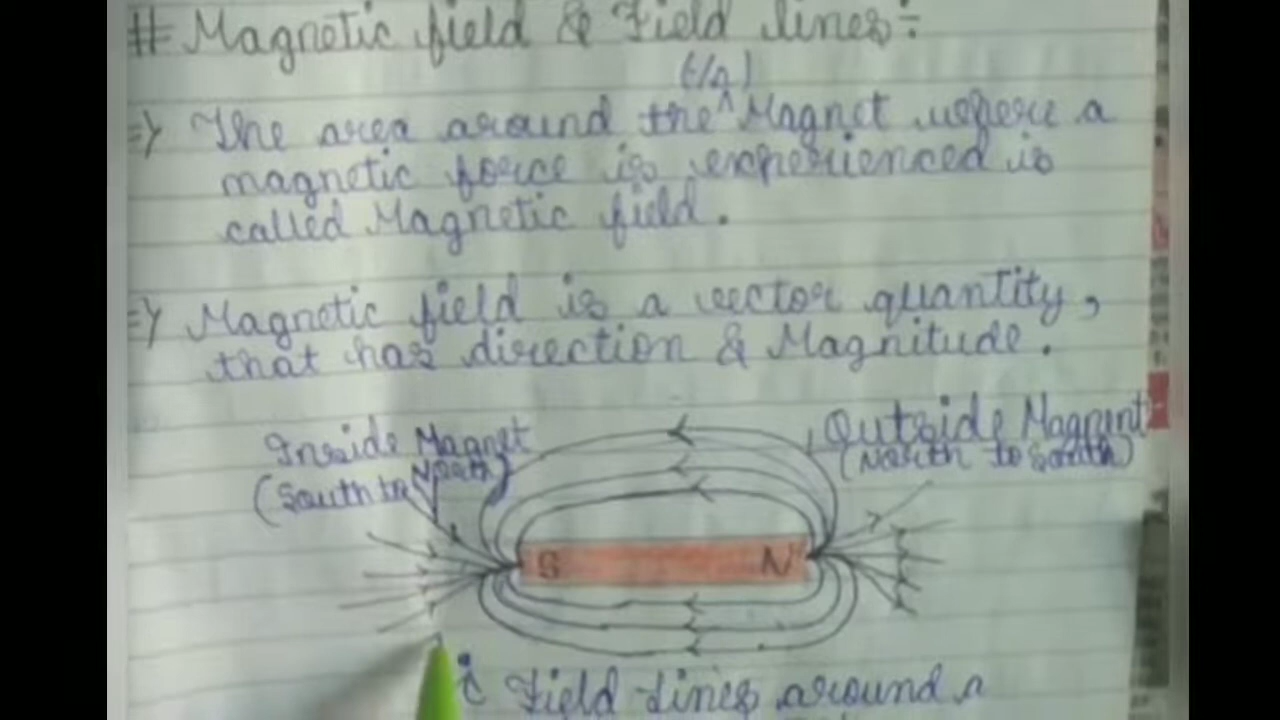 # Magnetic field & Field lines :-
(/a)
=> The area around the ^ Magnet where a
magnetic force is experienced is
called Magnetic field.
=> Magnetic field is a vector quantity,
that has direction & Magnitude.
Inside Magnet
(South to North)
Outside Magnent
(North to South)
S N
Field Lines around a